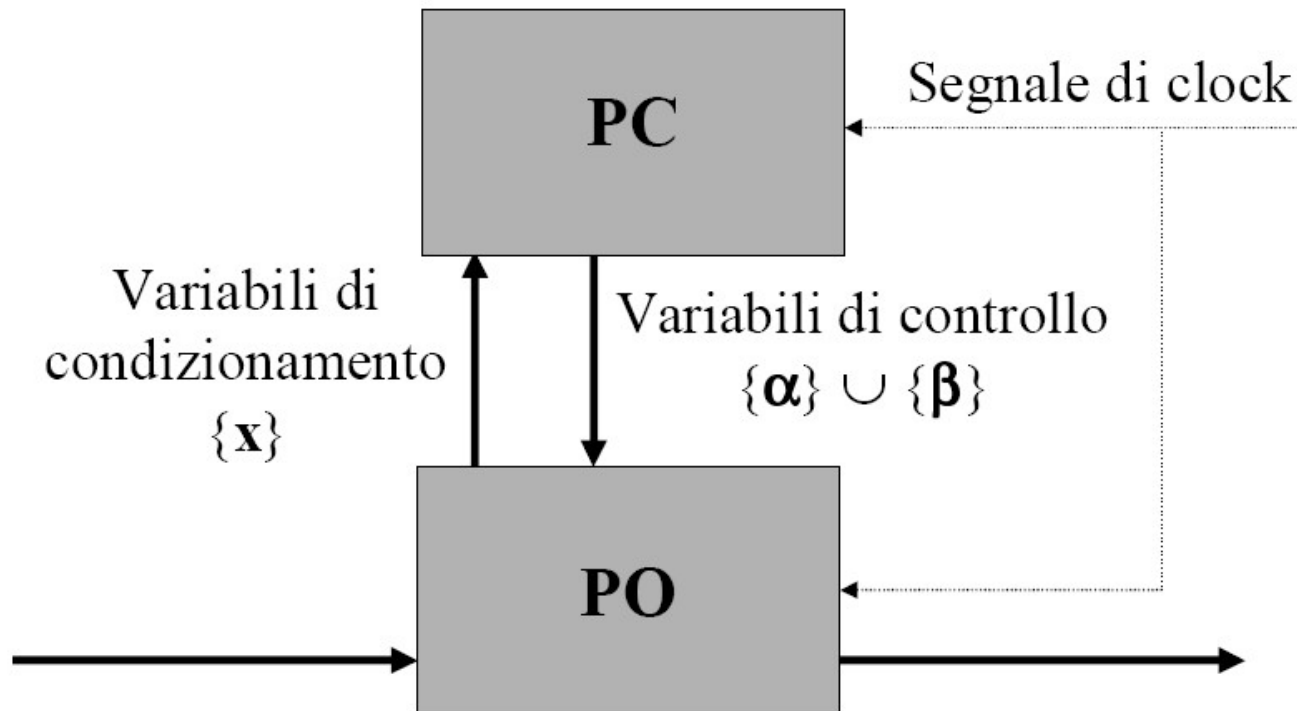 PC
Segnale di clock
Variabili di
condizionamento
{x}
Variabili di controllo
{α} ∪ {β}
PO